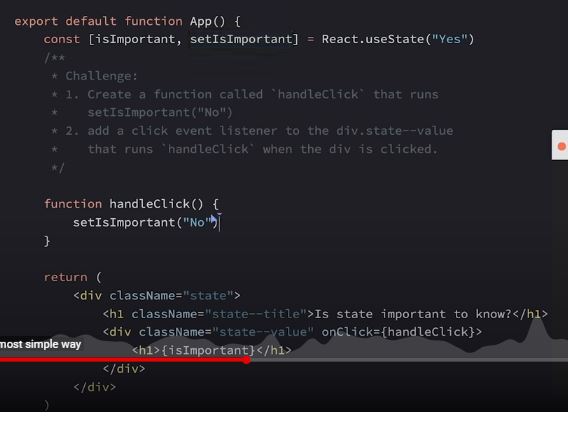 export default function App() {
    const [isImportant, setIsImportant] = React.useState("Yes")
    /**
     * Challenge:
     * 1. Create a function called `handleClick` that runs
     *    setIsImportant("No")
     * 2. add a click event listener to the div.state--value
     *    that runs `handleClick` when the div is clicked.
     */
    function handleClick() {
        setIsImportant("No")
    }
    return (
        <div className="state">
            <h1 className="state--title">Is state important to know?</h1>
            <div className="state--value" onClick={handleClick}>
most simple way
                <h1>{isImportant}</h1>
            </div>
        </div>
    )